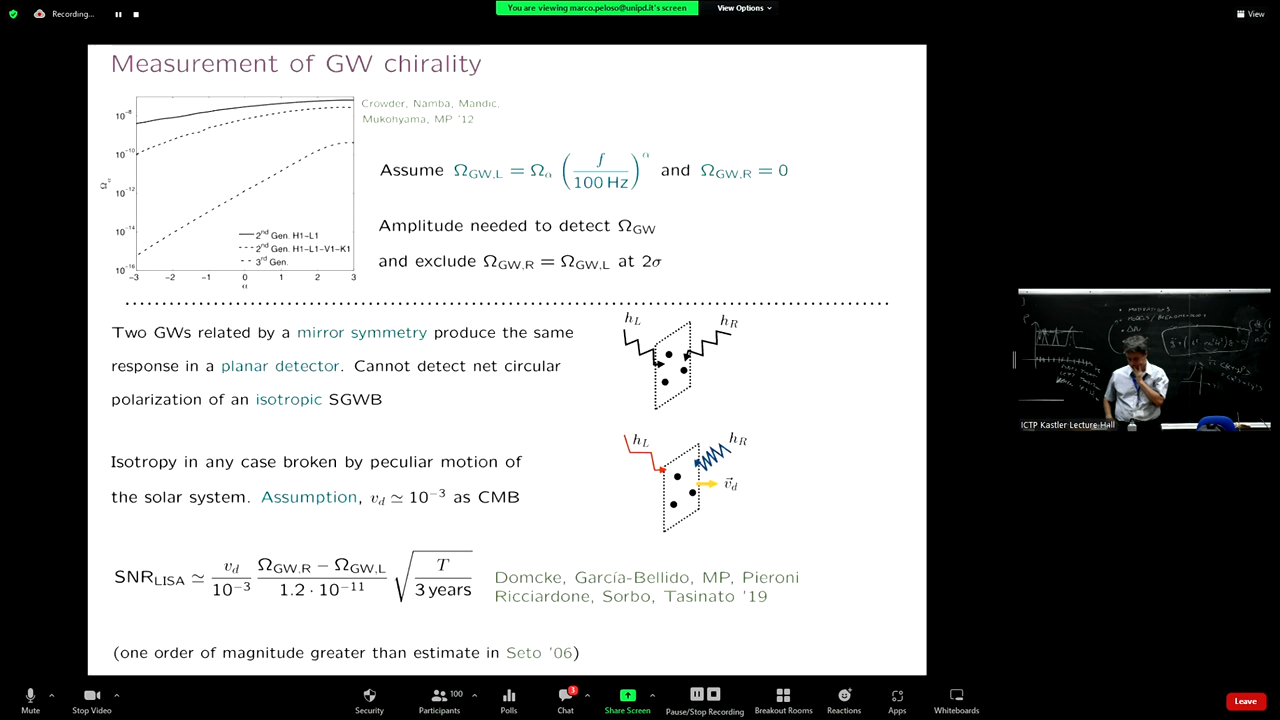 Recording...
You are viewing marco.peloso@unipd.it's screen
View Options
View
Measurement of GW chirality
10⁻⁸
10⁻¹⁰
10⁻¹²
10⁻¹⁴
10⁻¹⁶
Ω_α
2nd Gen. H1-L1
2nd Gen. H1-L1-V1-K1
3rd Gen.
-3 -2 -1 0 1 2 3
α
Crowder, Namba, Mandic,
Mukohyama, MP '12
Assume Ω_GW,L = Ω_α (f / 100 Hz)^α and Ω_GW,R = 0
Amplitude needed to detect Ω_GW
and exclude Ω_GW,R = Ω_GW,L at 2σ
Two GWs related by a mirror symmetry produce the same
response in a planar detector. Cannot detect net circular
polarization of an isotropic SGWB
h_L h_R
Isotropy in any case broken by peculiar motion of
the solar system. Assumption, v_d ≃ 10⁻³ as CMB
h_L h_R
v⃗_d
SNR_LISA ≃ v_d / 10⁻³ (Ω_GW,R − Ω_GW,L) / (1.2 · 10⁻¹¹) √(T / 3 years)
Domcke, García-Bellido, MP, Pieroni
Ricciardone, Sorbo, Tasinato '19
(one order of magnitude greater than estimate in Seto '06)
ICTP Kastler Lecture Hall
Mute
Stop Video
Security
100
Participants
Polls
3
Chat
Share Screen
Pause/Stop Recording
Breakout Rooms
Reactions
Apps
Whiteboards
Leave